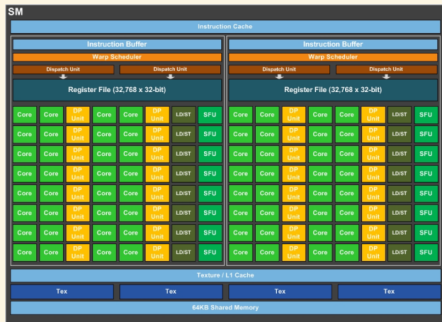 SM
Instruction Cache
Instruction Buffer Instruction Buffer
Warp Scheduler Warp Scheduler
Dispatch Unit Dispatch Unit Dispatch Unit Dispatch Unit
Register File (32,768 x 32-bit) Register File (32,768 x 32-bit)
Core Core DP Unit Core Core DP Unit LD/ST SFU Core Core DP Unit Core Core DP Unit LD/ST SFU
Core Core DP Unit Core Core DP Unit LD/ST SFU Core Core DP Unit Core Core DP Unit LD/ST SFU
Core Core DP Unit Core Core DP Unit LD/ST SFU Core Core DP Unit Core Core DP Unit LD/ST SFU
Core Core DP Unit Core Core DP Unit LD/ST SFU Core Core DP Unit Core Core DP Unit LD/ST SFU
Core Core DP Unit Core Core DP Unit LD/ST SFU Core Core DP Unit Core Core DP Unit LD/ST SFU
Core Core DP Unit Core Core DP Unit LD/ST SFU Core Core DP Unit Core Core DP Unit LD/ST SFU
Core Core DP Unit Core Core DP Unit LD/ST SFU Core Core DP Unit Core Core DP Unit LD/ST SFU
Core Core DP Unit Core Core DP Unit LD/ST SFU Core Core DP Unit Core Core DP Unit LD/ST SFU
Texture / L1 Cache
Tex Tex Tex Tex
64KB Shared Memory